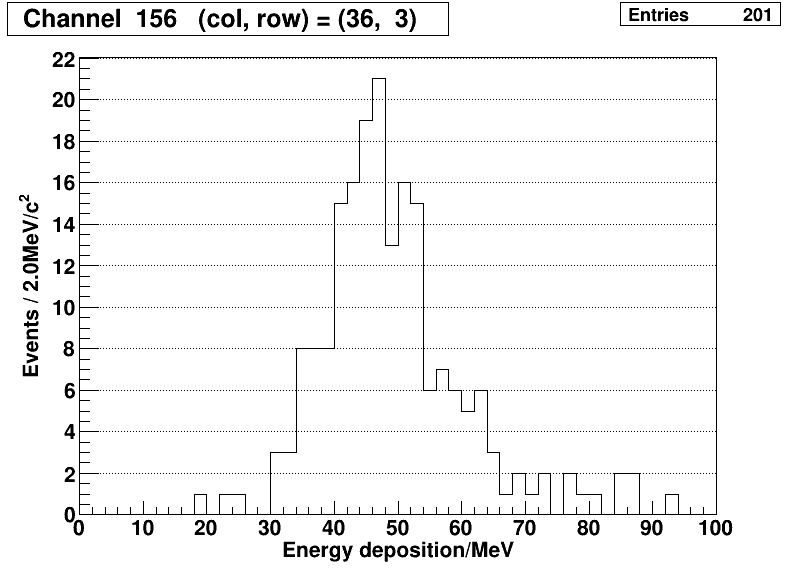 Channel 156 (col, row) = (36, 3)
Entries 201
22
20
18
16
14
12
10
8
6
4
2
0
Events / 2.0MeV/c²
0 10 20 30 40 50 60 70 80 90 100
Energy deposition/MeV